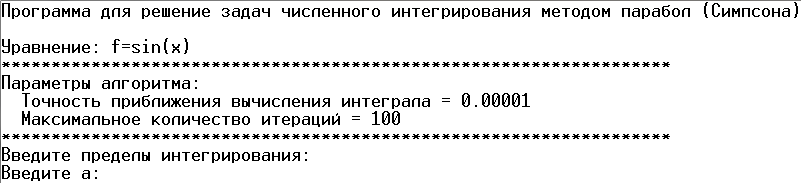 Программа для решение задач численного интегрирования методом парабол (Симпсона)
Уравнение: f=sin(x)
*******************************************************************
Параметры алгоритма:
Точность приближения вычисления интеграла = 0.00001
Максимальное количество итераций = 100
*******************************************************************
Введите пределы интегрирования:
Введите a: